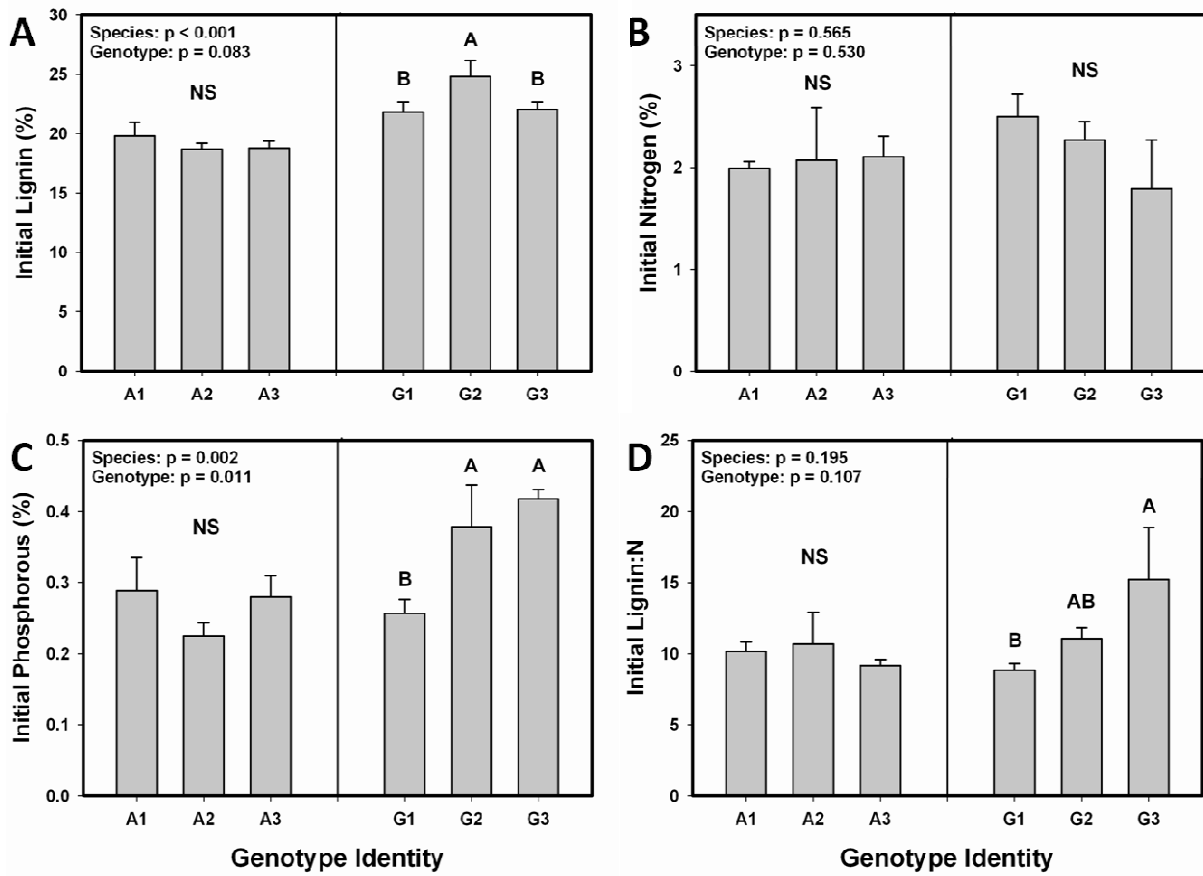 A
Species: p < 0.001
Genotype: p = 0.083
NS
B
A
B
Initial Lignin (%)
30
25
20
15
10
5
0
A1 A2 A3 G1 G2 G3
B
Species: p = 0.565
Genotype: p = 0.530
NS
NS
Initial Nitrogen (%)
3
2
1
0
A1 A2 A3 G1 G2 G3
C
Species: p = 0.002
Genotype: p = 0.011
NS
B
A
A
Initial Phosphorous (%)
0.5
0.4
0.3
0.2
0.1
0.0
A1 A2 A3 G1 G2 G3
Genotype Identity
D
Species: p = 0.195
Genotype: p = 0.107
NS
B
AB
A
Initial Lignin:N
25
20
15
10
5
0
A1 A2 A3 G1 G2 G3
Genotype Identity